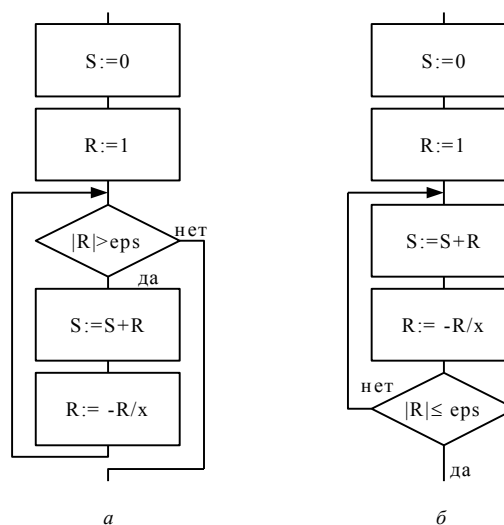 S:=0
R:=1
|R|>eps
нет
да
S:=S+R
R:= -R/x
а
S:=0
R:=1
S:=S+R
R:= -R/x
нет
|R|≤ eps
да
б